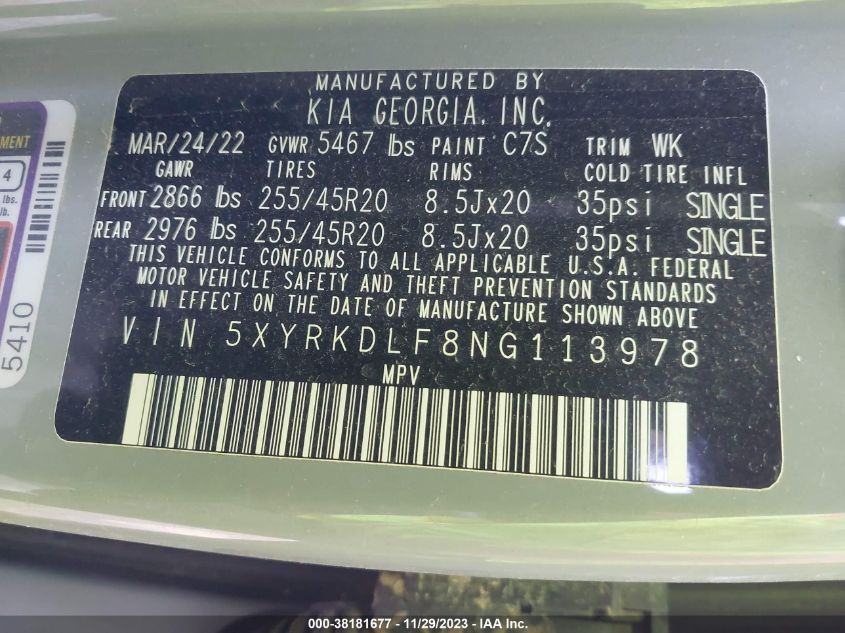 MANUFACTURED BY
KIA GEORGIA, INC.
MAR/24/22 GVWR 5467 lbs PAINT C7S TRIM WK
GAWR TIRES RIMS COLD TIRE INFL
FRONT 2866 lbs 255/45R20 8.5Jx20 35psi SINGLE
REAR 2976 lbs 255/45R20 8.5Jx20 35psi SINGLE
THIS VEHICLE CONFORMS TO ALL APPLICABLE U.S.A. FEDERAL
MOTOR VEHICLE SAFETY AND THEFT PREVENTION STANDARDS
IN EFFECT ON THE DATE OF MANUFACTURE SHOWN ABOVE
VIN 5XYRKDLF8NG113978
MPV
4
lbs.
lb.
5410
000-38181677 - 11/29/2023 - IAA Inc.